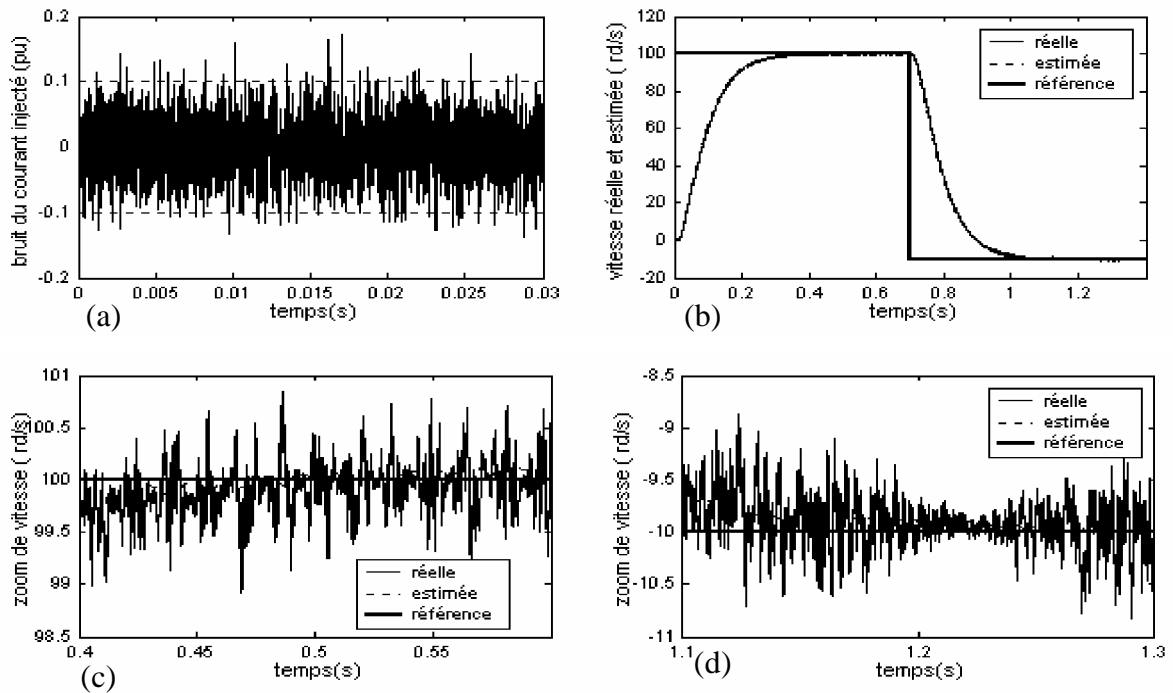 bruit du courant injecté (pu)
0.2
0.1
0
-0.1
-0.2
0
0.005
0.01
0.015
0.02
0.025
0.03
temps(s)
(a)
vitesse réelle et estimée ( rd/s)
120
100
80
60
40
20
0
-20
0
0.2
0.4
0.6
0.8
1
1.2
temps(s)
réelle
estimée
référence
(b)
zoom de vitesse ( rd/s)
101
100.5
100
99.5
99
98.5
0.4
0.45
0.5
0.55
temps(s)
réelle
estimée
référence
(c)
zoom de vitesse ( rd/s)
-8.5
-9
-9.5
-10
-10.5
-11
1.1
1.2
1.3
temps(s)
réelle
estimée
référence
(d)